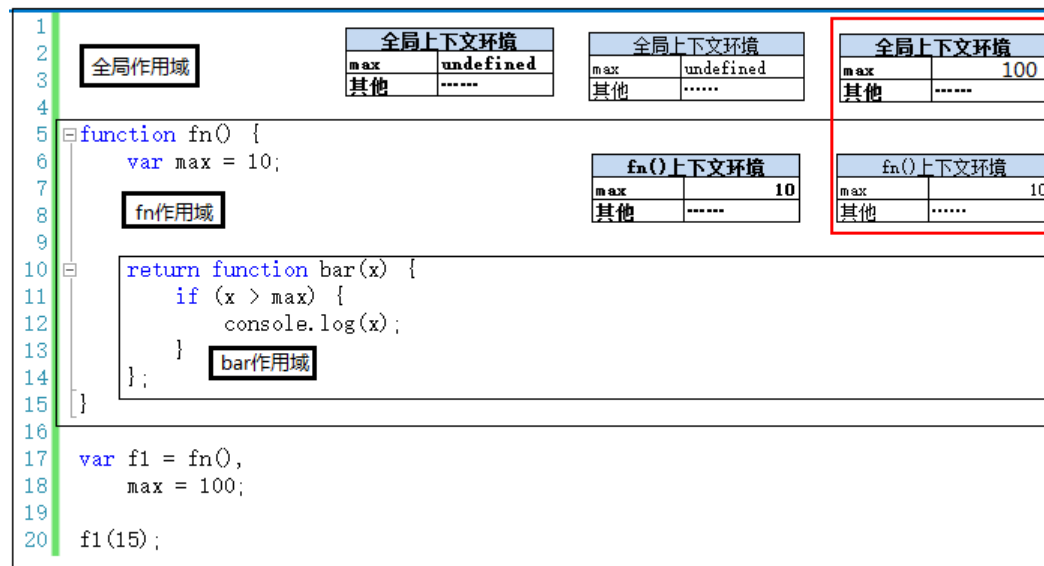 1
2
3
4
全局作用域
全局上下文环境
max undefined
其他 ······
全局上下文环境
max undefined
其他 ······
全局上下文环境
max 100
其他 ······
5 function fn() {
6 var max = 10;
7
8
9
fn作用域
fn()上下文环境
max 10
其他 ······
fn()上下文环境
max 10
其他 ······
10 return function bar(x) {
11 if (x > max) {
12 console.log(x);
13 }
bar作用域
14 };
15 }
16
17 var f1 = fn(),
18 max = 100;
19
20 f1(15);